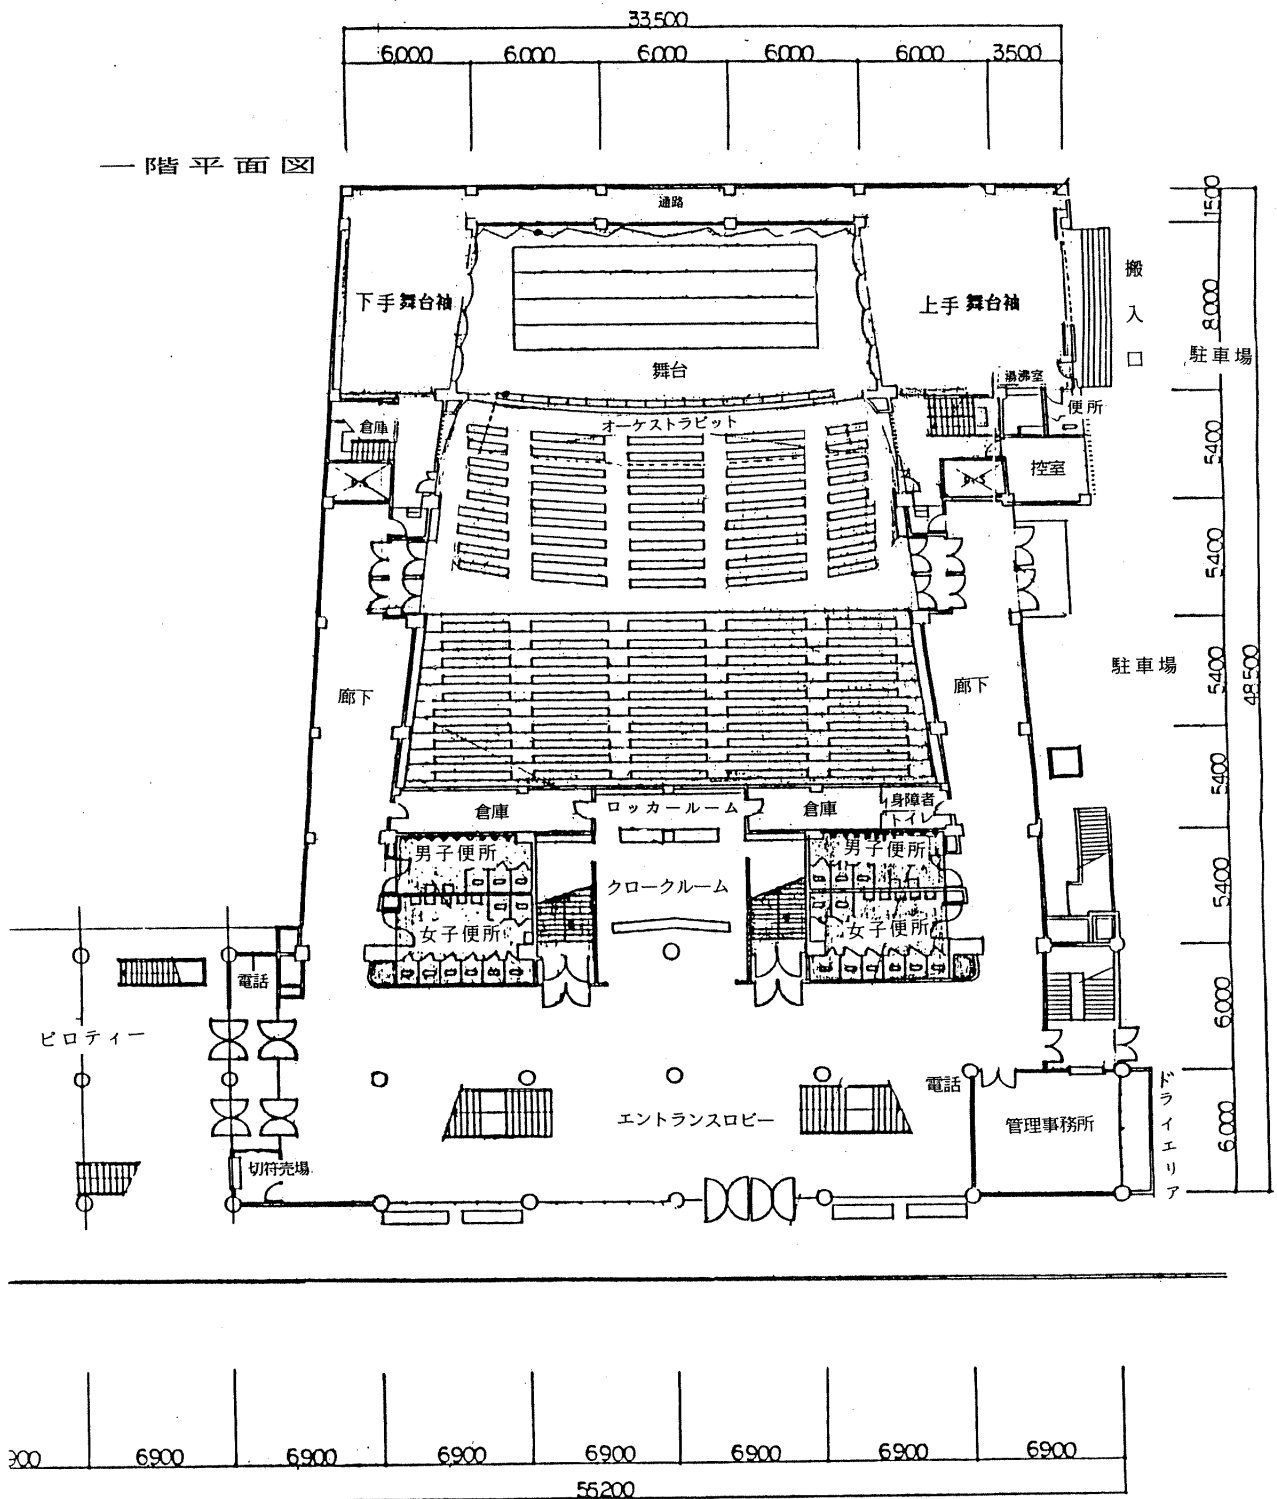 33,500
6,000 6,000 6,000 6,000 6,000 3,500
一階平面図
通路
1,500
下手舞台袖
上手舞台袖
搬入口
8,000
駐車場
舞台
湯沸室
便所
オーケストラピット
倉庫
控室
5,400
5,400
廊下
廊下
駐車場
5,400
48,500
5,400
倉庫
ロッカールーム
倉庫
身障者
トイレ
男子便所
男子便所
クロークルーム
5,400
女子便所
女子便所
電話
ピロティー
6,000
電話
エントランスロビー
管理事務所
ドライエリア
6,000
切符売場
900 6,900 6,900 6,900 6,900 6,900 6,900 6,900
55,200